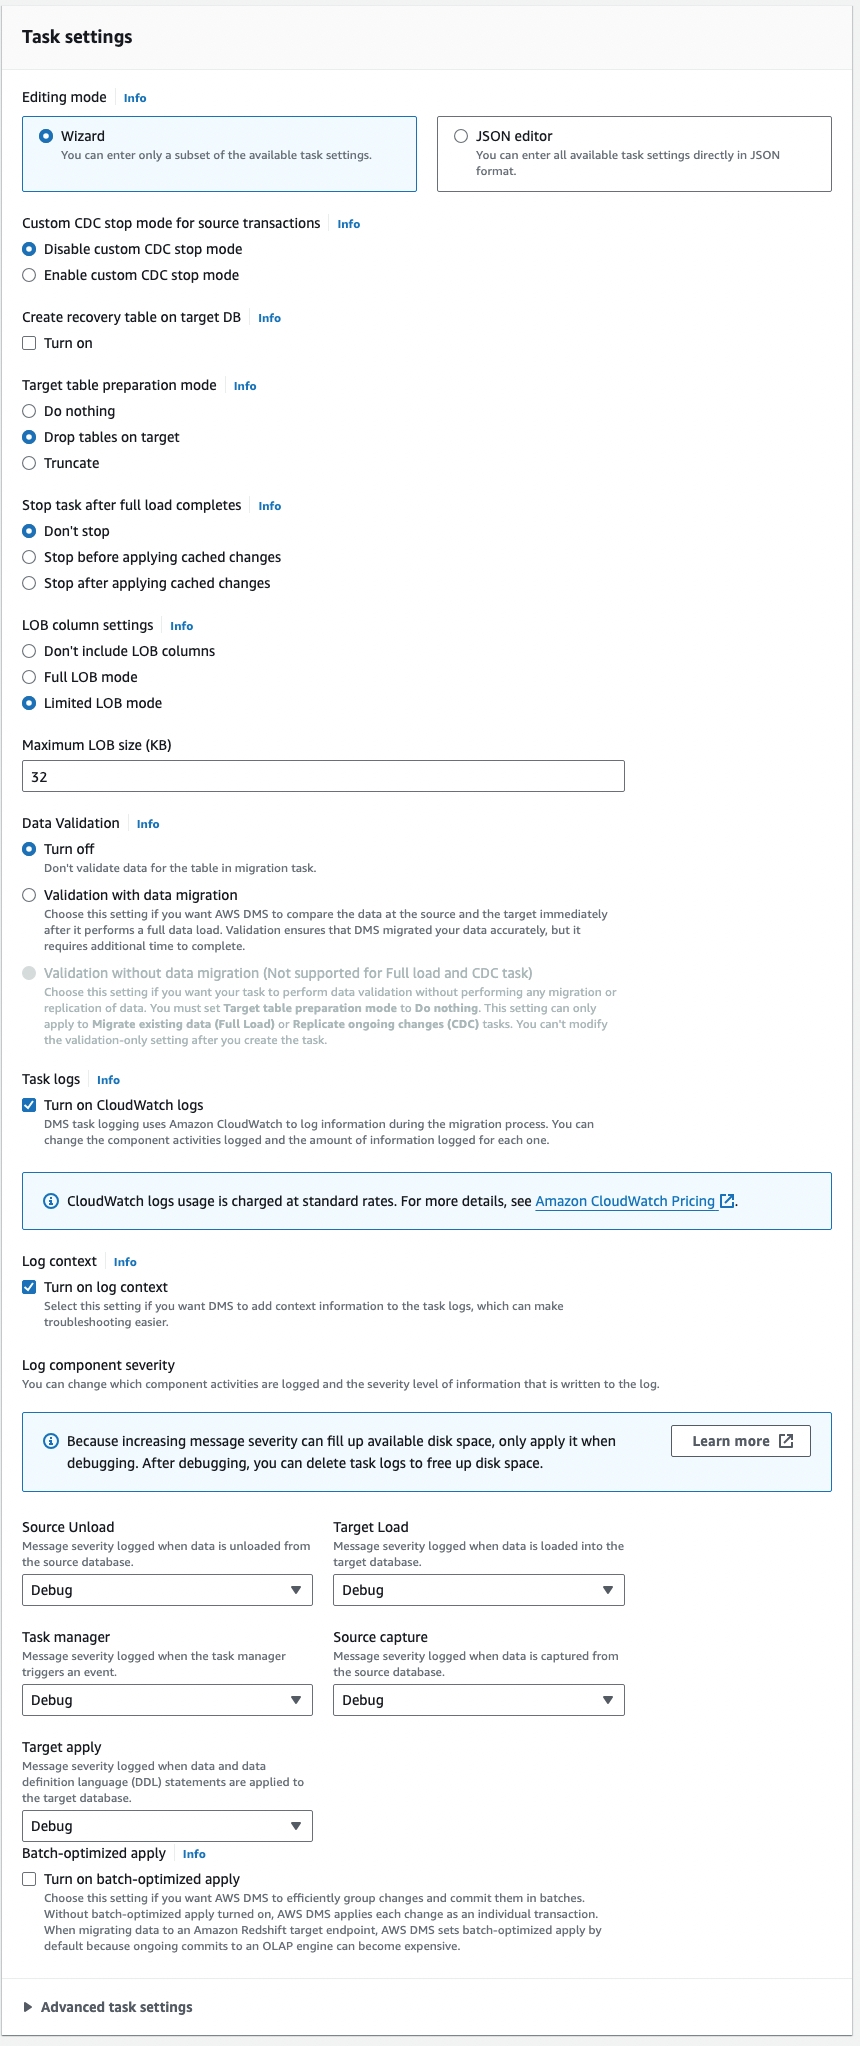 Task settings
Editing mode Info
Wizard
You can enter only a subset of the available task settings.
JSON editor
You can enter all available task settings directly in JSON
format.
Custom CDC stop mode for source transactions Info
Disable custom CDC stop mode
Enable custom CDC stop mode
Create recovery table on target DB Info
Turn on
Target table preparation mode Info
Do nothing
Drop tables on target
Truncate
Stop task after full load completes Info
Don't stop
Stop before applying cached changes
Stop after applying cached changes
LOB column settings Info
Don't include LOB columns
Full LOB mode
Limited LOB mode
Maximum LOB size (KB)
32
Data Validation Info
Turn off
Don't validate data for the table in migration task.
Validation with data migration
Choose this setting if you want AWS DMS to compare the data at the source and the target immediately
after it performs a full data load. Validation ensures that DMS migrated your data accurately, but it
requires additional time to complete.
Validation without data migration (Not supported for Full load and CDC task)
Choose this setting if you want your task to perform data validation without performing any migration or
replication of data. You must set Target table preparation mode to Do nothing. This setting can only
apply to Migrate existing data (Full Load) or Replicate ongoing changes (CDC) tasks. You can't modify
the validation-only setting after you create the task.
Task logs Info
Turn on CloudWatch logs
DMS task logging uses Amazon CloudWatch to log information during the migration process. You can
change the component activities logged and the amount of information logged for each one.
CloudWatch logs usage is charged at standard rates. For more details, see Amazon CloudWatch Pricing.
Log context Info
Turn on log context
Select this setting if you want DMS to add context information to the task logs, which can make
troubleshooting easier.
Log component severity
You can change which component activities are logged and the severity level of information that is written to the log.
Because increasing message severity can fill up available disk space, only apply it when
debugging. After debugging, you can delete task logs to free up disk space.
Learn more
Source Unload
Message severity logged when data is unloaded from
the source database.
Debug
Target Load
Message severity logged when data is loaded into the
target database.
Debug
Task manager
Message severity logged when the task manager
triggers an event.
Debug
Source capture
Message severity logged when data is captured from
the source database.
Debug
Target apply
Message severity logged when data and data
definition language (DDL) statements are applied to
the target database.
Debug
Batch-optimized apply Info
Turn on batch-optimized apply
Choose this setting if you want AWS DMS to efficiently group changes and commit them in batches.
Without batch-optimized apply turned on, AWS DMS applies each change as an individual transaction.
When migrating data to an Amazon Redshift target endpoint, AWS DMS sets batch-optimized apply by
default because ongoing commits to an OLAP engine can become expensive.
Advanced task settings